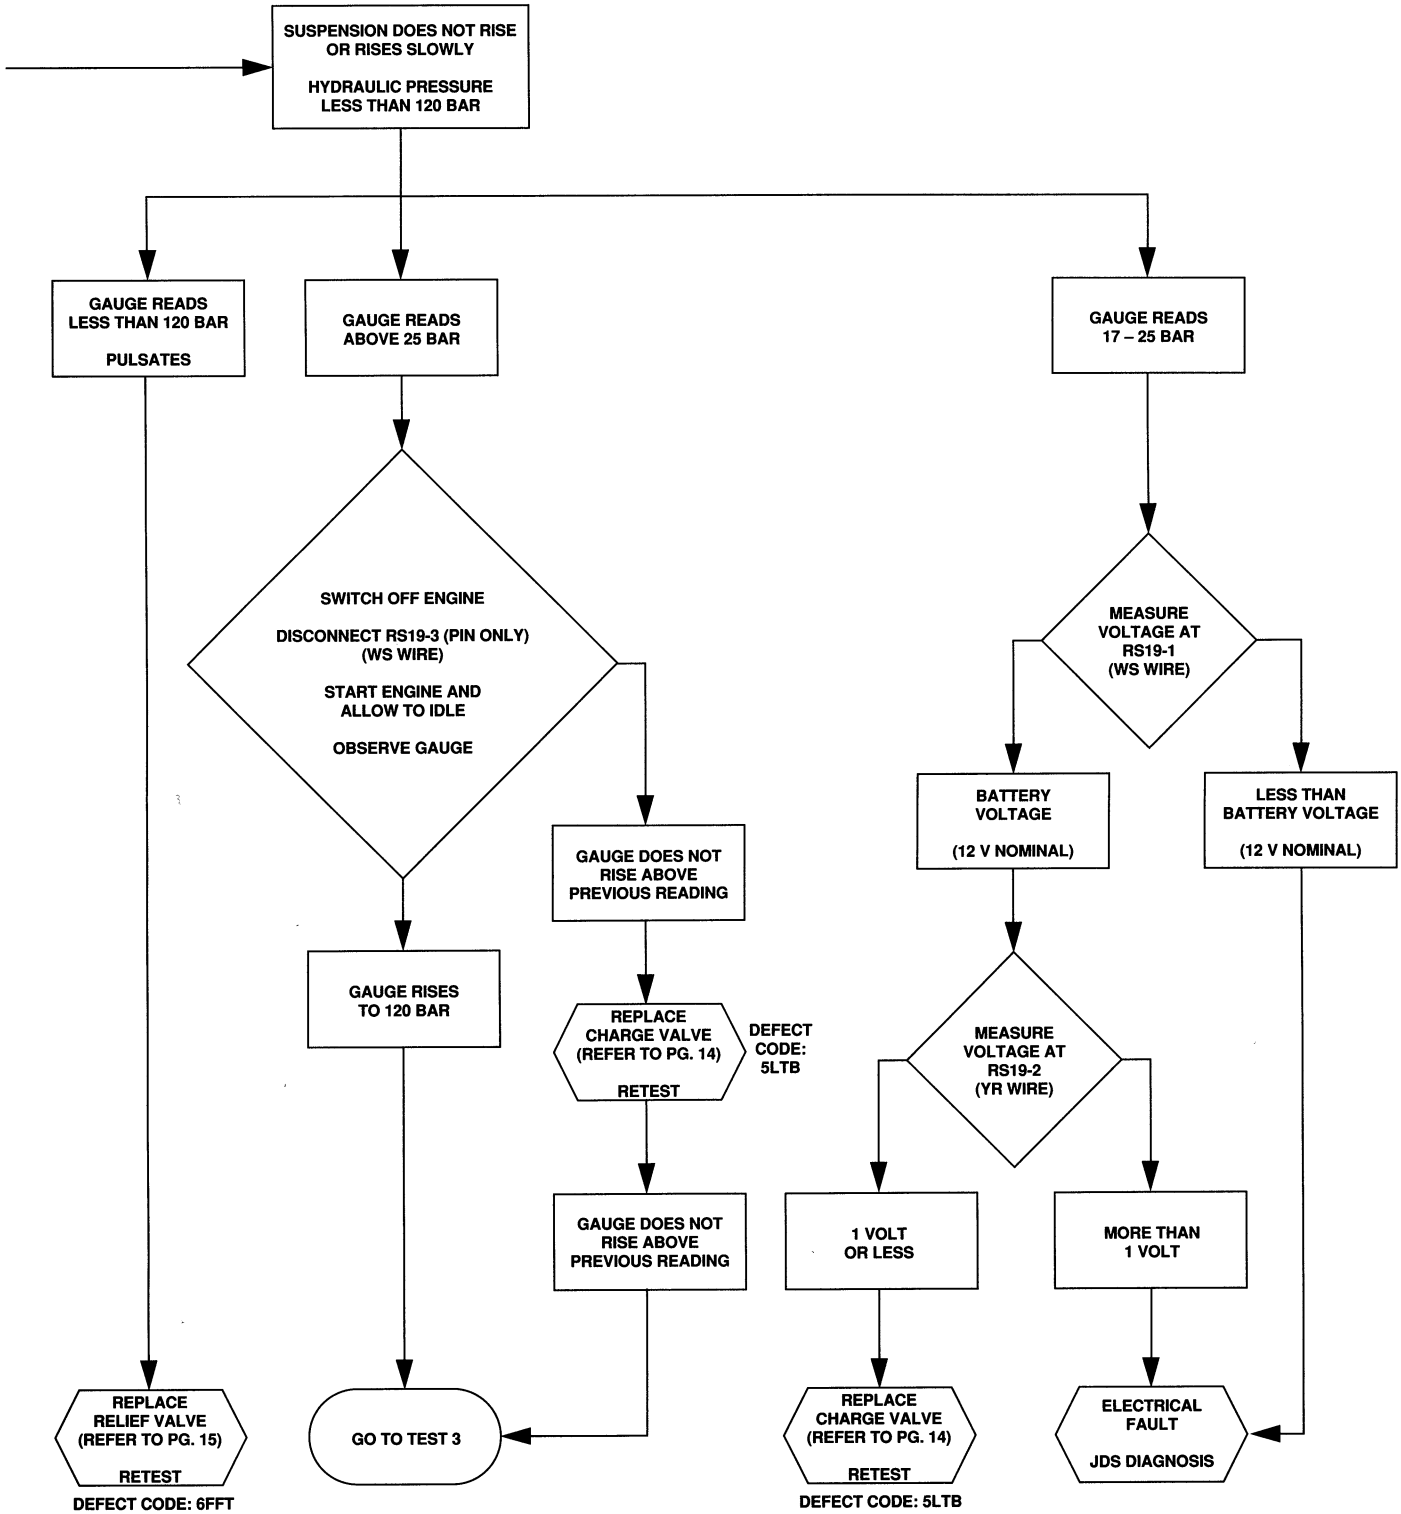 SUSPENSION DOES NOT RISE
OR RISES SLOWLY
HYDRAULIC PRESSURE
LESS THAN 120 BAR
GAUGE READS
LESS THAN 120 BAR
PULSATES
GAUGE READS
ABOVE 25 BAR
GAUGE READS
17 – 25 BAR
SWITCH OFF ENGINE
DISCONNECT RS19-3 (PIN ONLY)
(WS WIRE)
START ENGINE AND
ALLOW TO IDLE
OBSERVE GAUGE
MEASURE
VOLTAGE AT
RS19-1
(WS WIRE)
BATTERY
VOLTAGE
(12 V NOMINAL)
LESS THAN
BATTERY VOLTAGE
(12 V NOMINAL)
GAUGE DOES NOT
RISE ABOVE
PREVIOUS READING
GAUGE RISES
TO 120 BAR
REPLACE
CHARGE VALVE
(REFER TO PG. 14)
RETEST
DEFECT
CODE:
5LTB
MEASURE
VOLTAGE AT
RS19-2
(YR WIRE)
GAUGE DOES NOT
RISE ABOVE
PREVIOUS READING
1 VOLT
OR LESS
MORE THAN
1 VOLT
REPLACE
RELIEF VALVE
(REFER TO PG. 15)
RETEST
DEFECT CODE: 6FFT
GO TO TEST 3
REPLACE
CHARGE VALVE
(REFER TO PG. 14)
RETEST
DEFECT CODE: 5LTB
ELECTRICAL
FAULT
JDS DIAGNOSIS